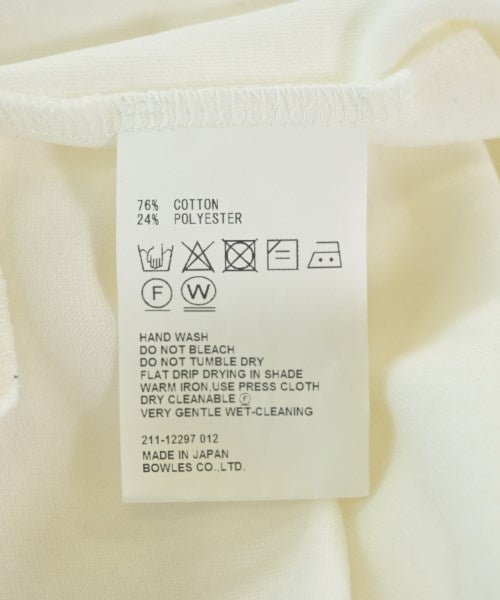 76% COTTON
24% POLYESTER
F W
HAND WASH
DO NOT BLEACH
DO NOT TUMBLE DRY
FLAT DRIP DRYING IN SHADE
WARM IRON,USE PRESS CLOTH
DRY CLEANABLE Ⓕ
VERY GENTLE WET-CLEANING
211-12297 012
MADE IN JAPAN
BOWLES CO.,LTD.